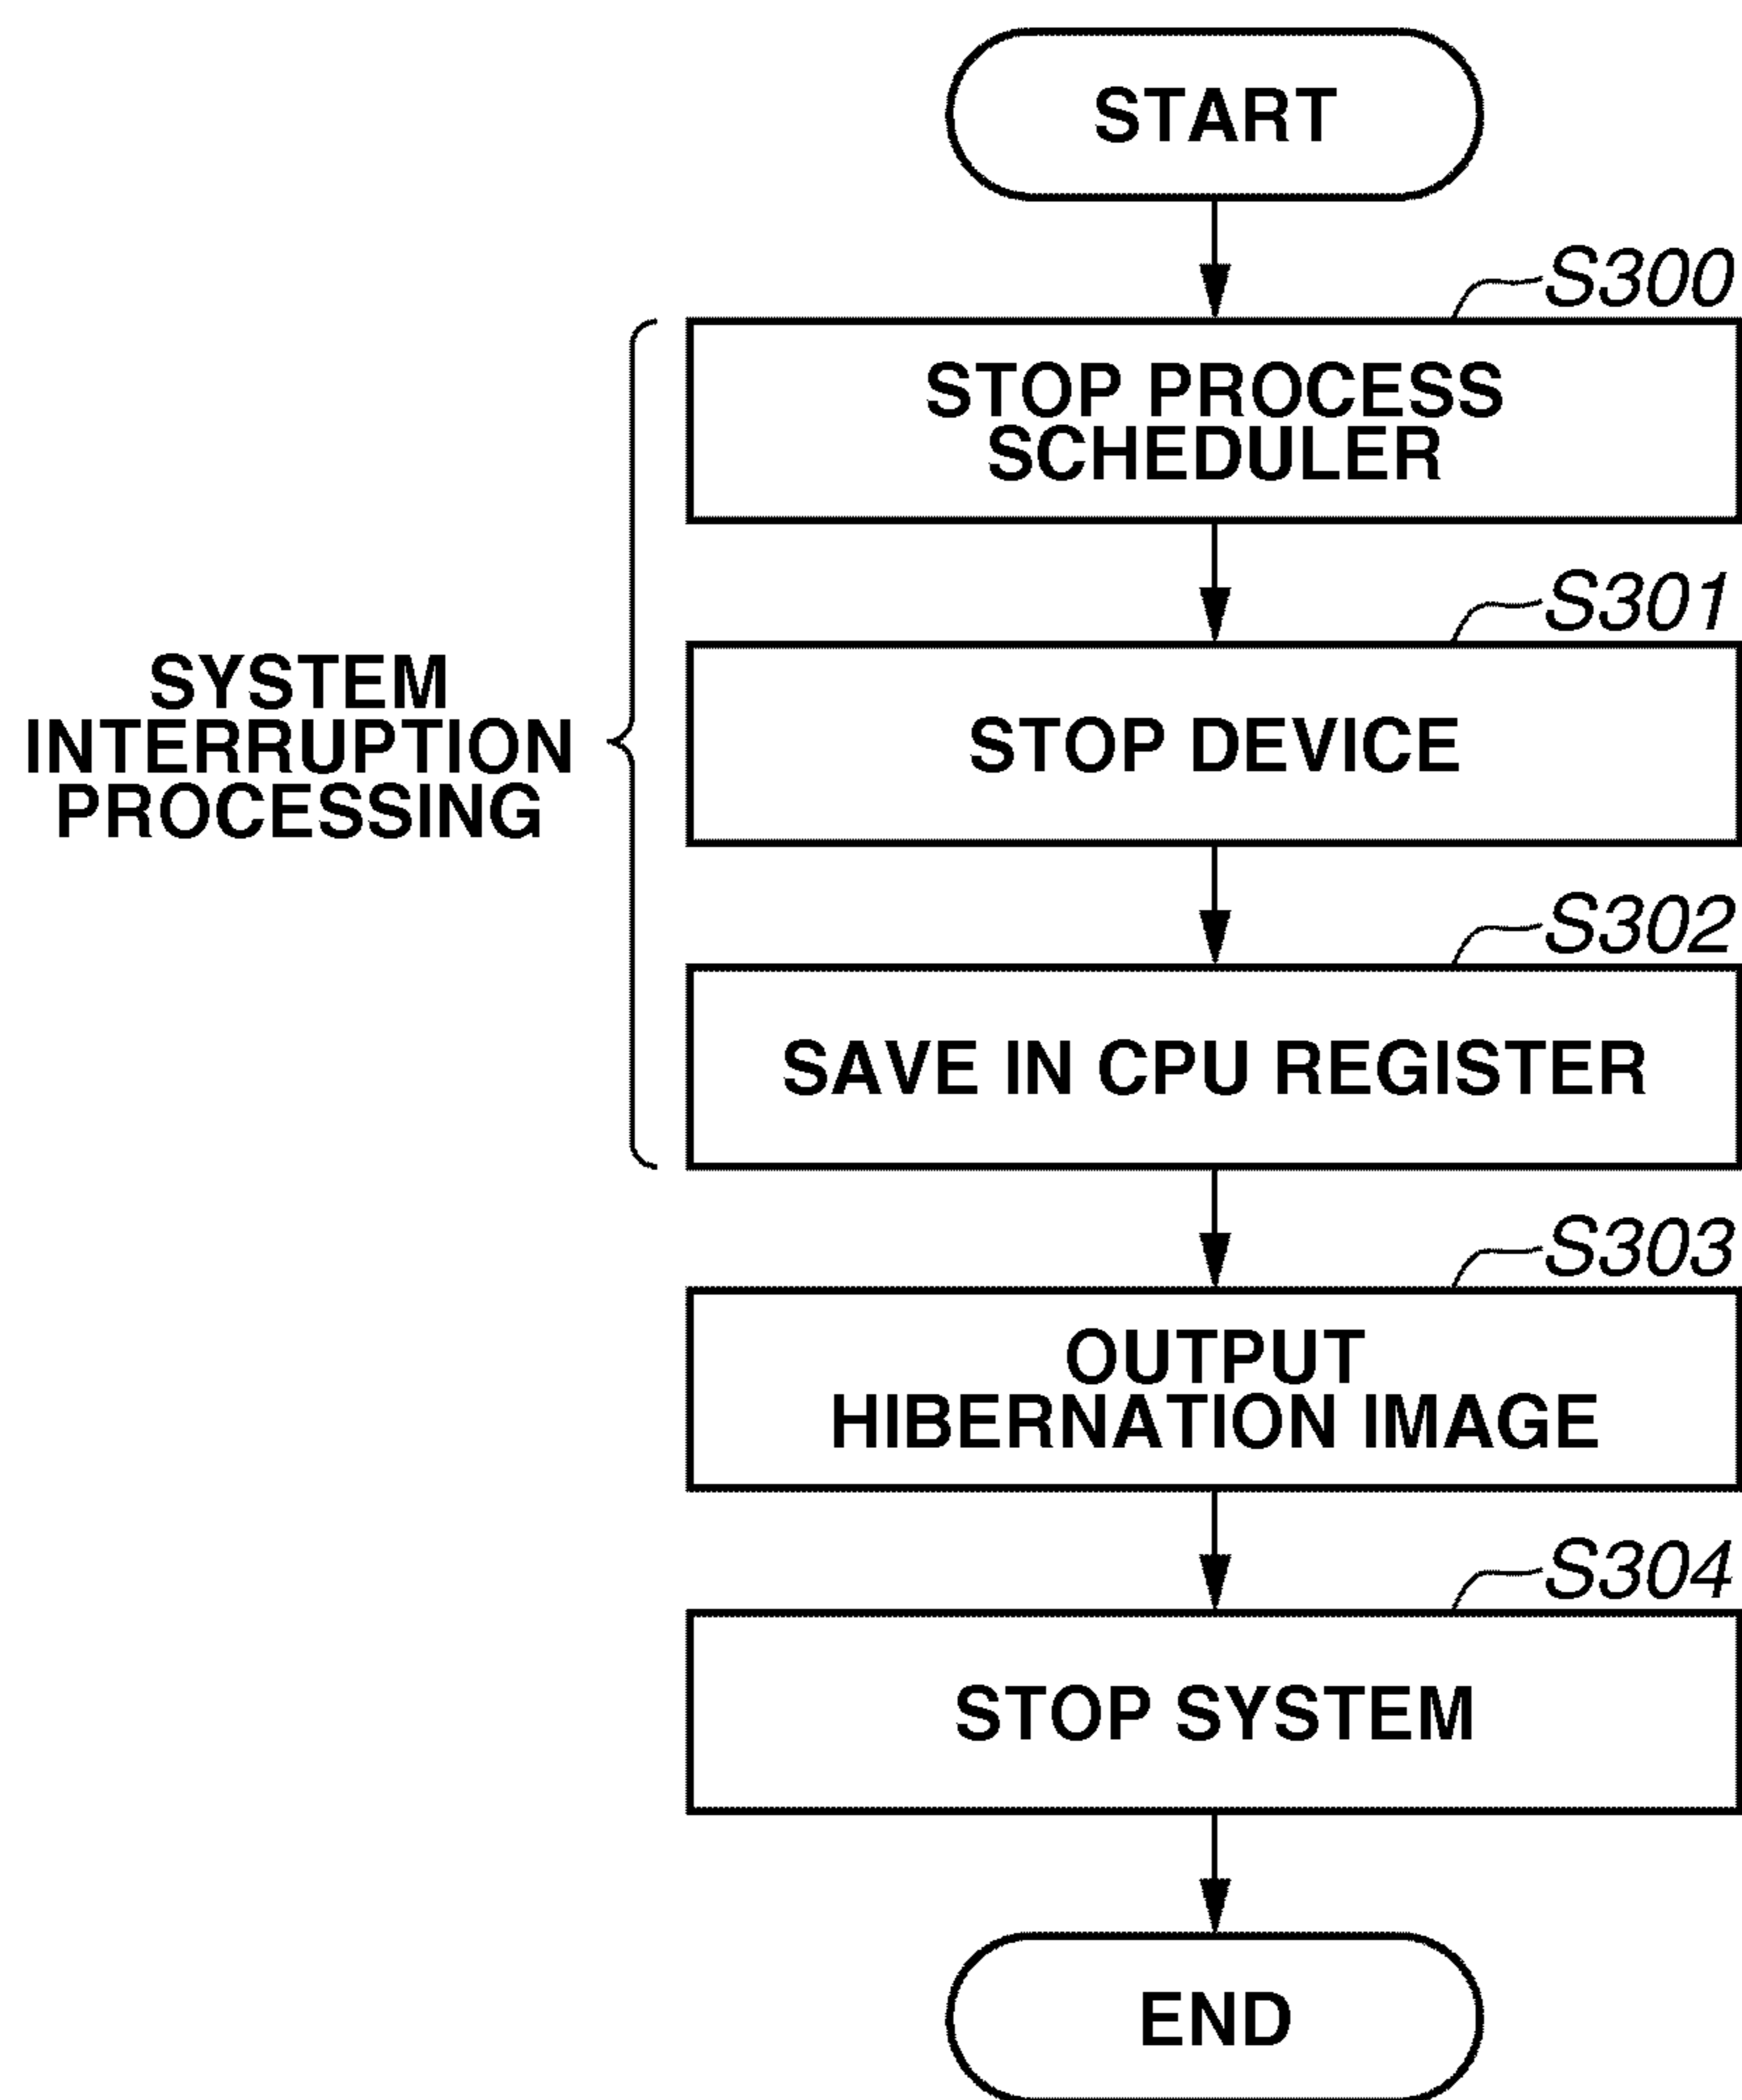 START
S300
STOP PROCESS
SCHEDULER
S301
STOP DEVICE
SYSTEM
INTERRUPTION
PROCESSING
S302
SAVE IN CPU REGISTER
S303
OUTPUT
HIBERNATION IMAGE
S304
STOP SYSTEM
END